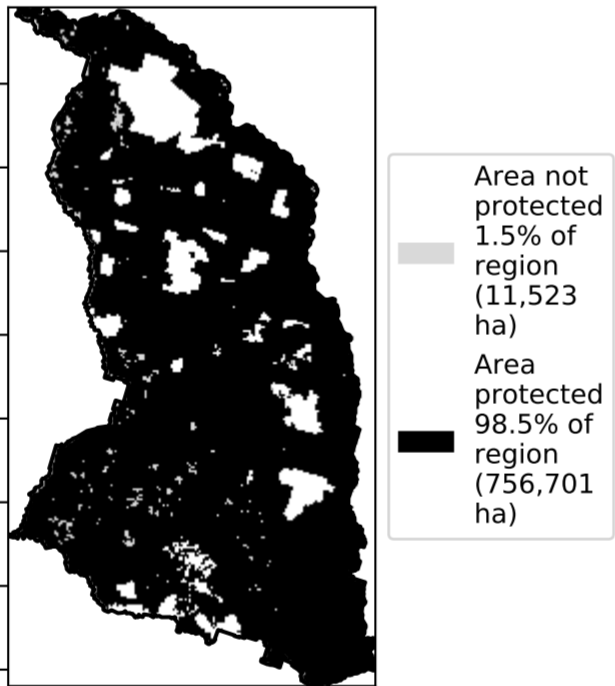 Area not
protected
1.5% of
region
(11,523
ha)
Area
protected
98.5% of
region
(756,701
ha)